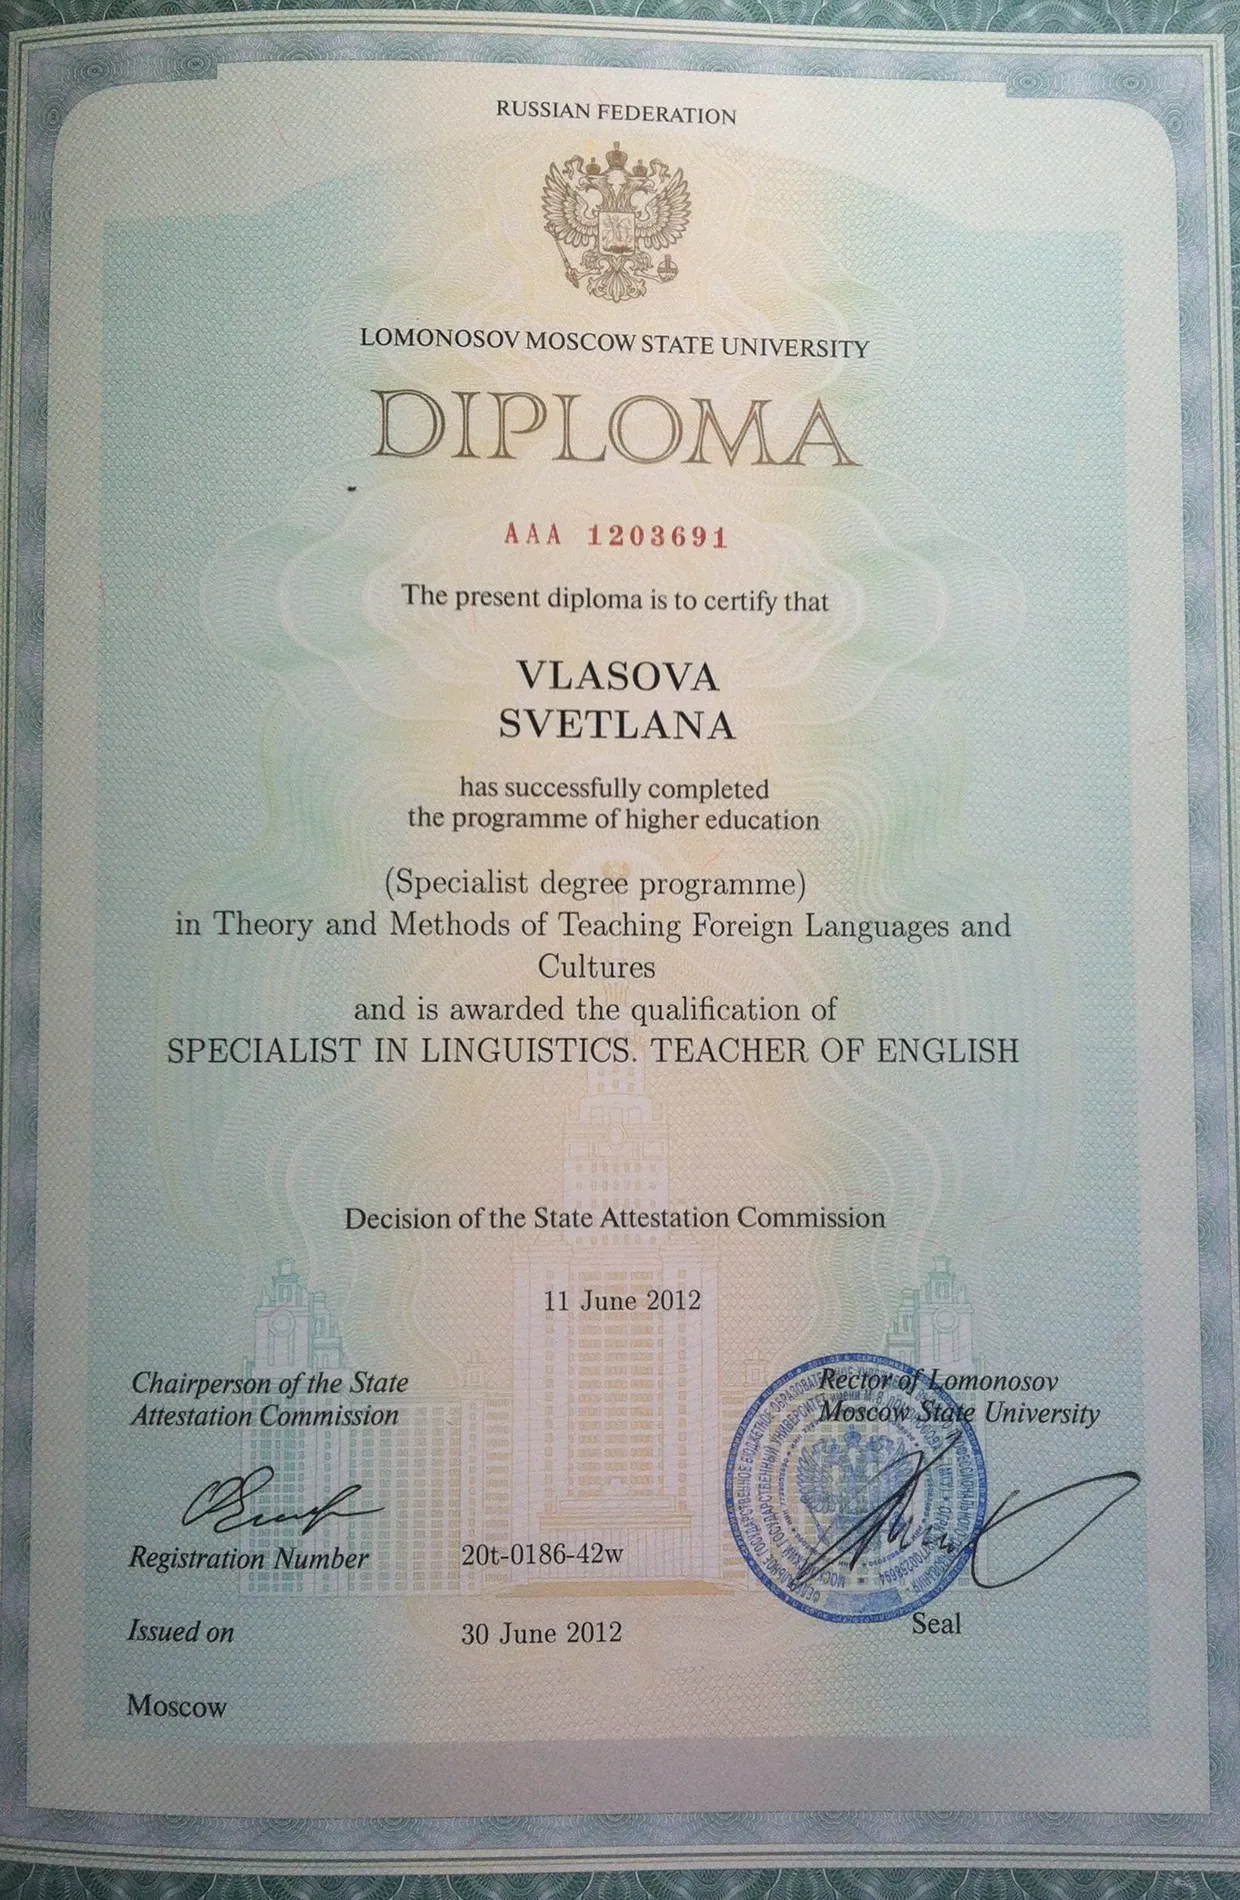 RUSSIAN FEDERATION
LOMONOSOV MOSCOW STATE UNIVERSITY
DIPLOMA
AAA 1203691
The present diploma is to certify that
VLASOVA
SVETLANA
has successfully completed
the programme of higher education
(Specialist degree programme)
in Theory and Methods of Teaching Foreign Languages and
Cultures
and is awarded the qualification of
SPECIALIST IN LINGUISTICS. TEACHER OF ENGLISH
Decision of the State Attestation Commission
11 June 2012
Chairperson of the State
Attestation Commission
Rector of Lomonosov
Moscow State University
Registration Number 20t-0186-42w
Issued on 30 June 2012
Seal
Moscow